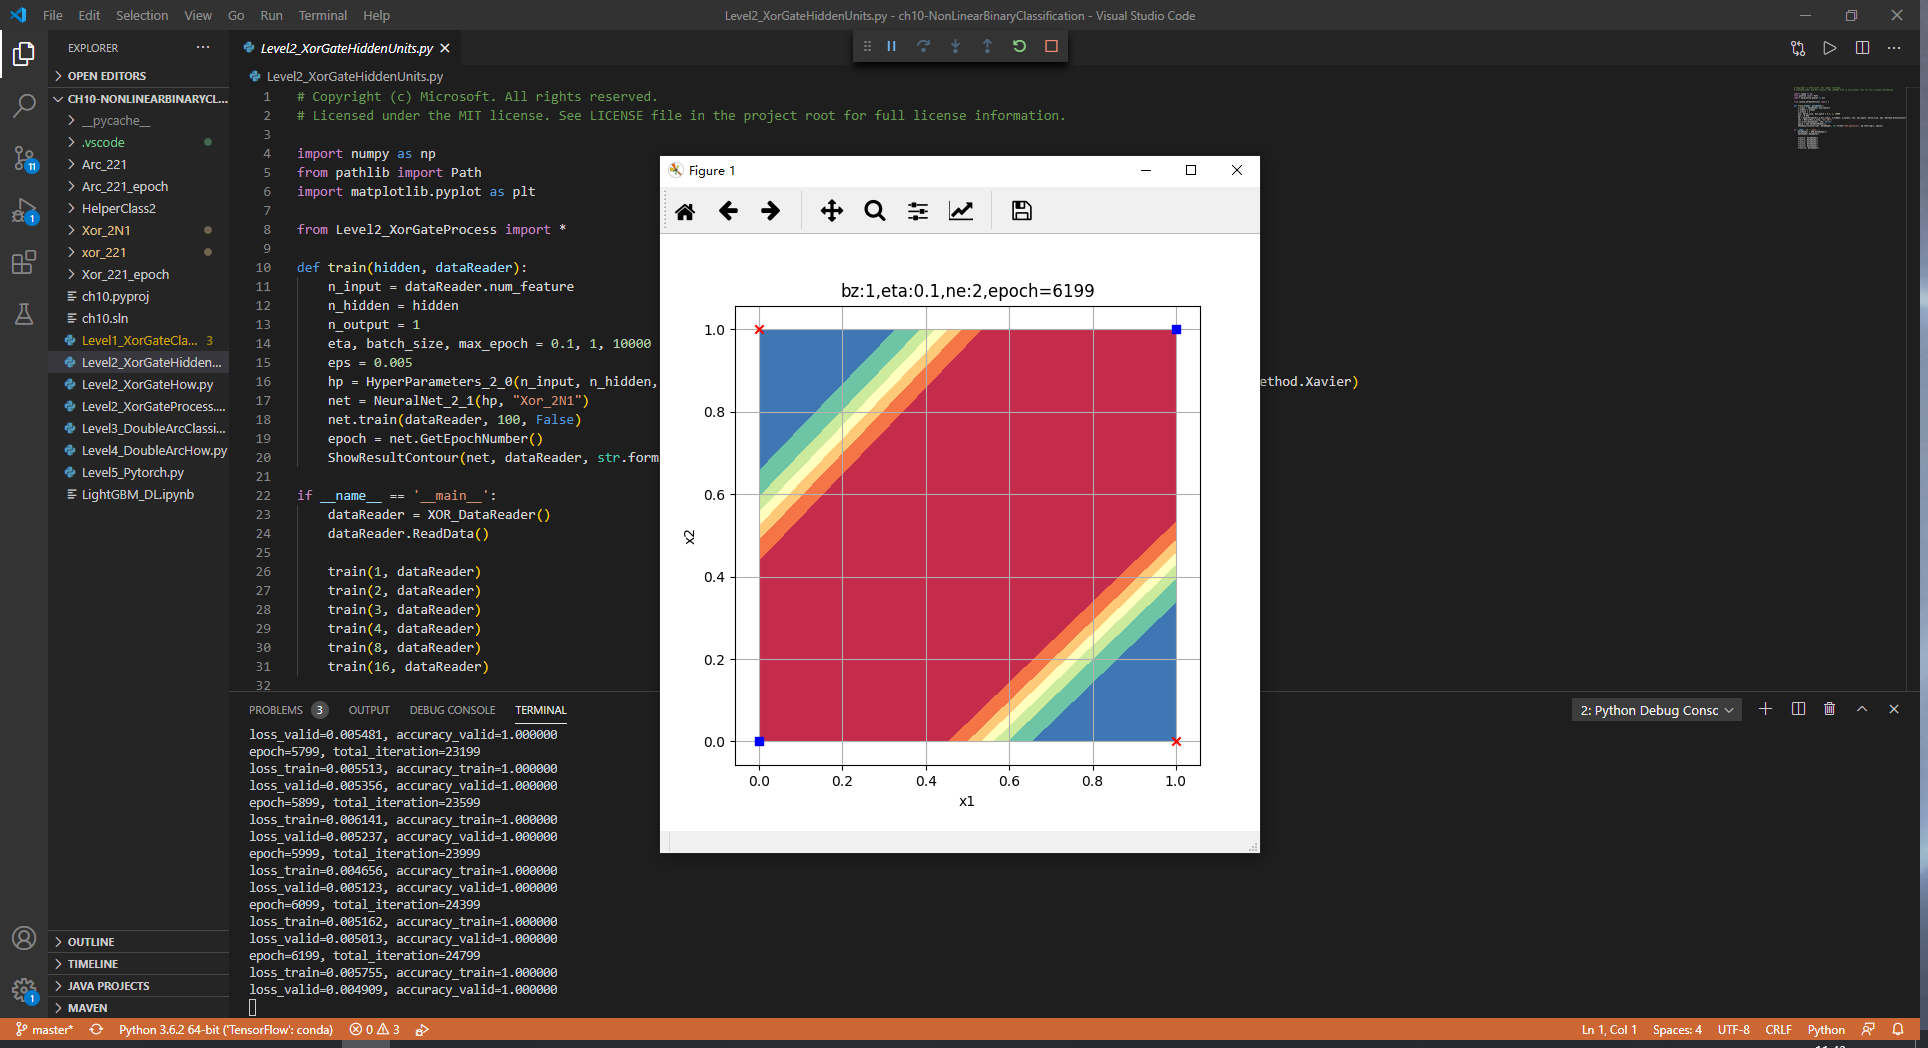 File Edit Selection View Go Run Terminal Help
Level2_XorGateHiddenUnits.py - ch10-NonLinearBinaryClassification - Visual Studio Code
EXPLORER
OPEN EDITORS
CH10-NONLINEARBINARYCL...
__pycache__
.vscode
Arc_221
Arc_221_epoch
HelperClass2
Xor_2N1
xor_221
Xor_221_epoch
ch10.pyproj
ch10.sln
Level1_XorGateCla... 3
Level2_XorGateHidden...
Level2_XorGateHow.py
Level2_XorGateProcess....
Level3_DoubleArcClassi...
Level4_DoubleArcHow.py
Level5_Pytorch.py
LightGBM_DL.ipynb
OUTLINE
TIMELINE
JAVA PROJECTS
MAVEN
11
1
1
Level2_XorGateHiddenUnits.py
Level2_XorGateHiddenUnits.py
1 # Copyright (c) Microsoft. All rights reserved.
2 # Licensed under the MIT license. See LICENSE file in the project root for full license information.
3
4 import numpy as np
5 from pathlib import Path
6 import matplotlib.pyplot as plt
7
8 from Level2_XorGateProcess import *
9
10 def train(hidden, dataReader):
11 n_input = dataReader.num_feature
12 n_hidden = hidden
13 n_output = 1
14 eta, batch_size, max_epoch = 0.1, 1, 10000
15 eps = 0.005
16 hp = HyperParameters_2_0(n_input, n_hidden, ethod.Xavier)
17 net = NeuralNet_2_1(hp, "Xor_2N1")
18 net.train(dataReader, 100, False)
19 epoch = net.GetEpochNumber()
20 ShowResultContour(net, dataReader, str.form
21
22 if __name__ == '__main__':
23 dataReader = XOR_DataReader()
24 dataReader.ReadData()
25
26 train(1, dataReader)
27 train(2, dataReader)
28 train(3, dataReader)
29 train(4, dataReader)
30 train(8, dataReader)
31 train(16, dataReader)
32
Figure 1
bz:1,eta:0.1,ne:2,epoch=6199
1.0
0.8
0.6
0.4
0.2
0.0
x2
0.0 0.2 0.4 0.6 0.8 1.0
x1
PROBLEMS 3 OUTPUT DEBUG CONSOLE TERMINAL
2: Python Debug Consc
loss_valid=0.005481, accuracy_valid=1.000000
epoch=5799, total_iteration=23199
loss_train=0.005513, accuracy_train=1.000000
loss_valid=0.005356, accuracy_valid=1.000000
epoch=5899, total_iteration=23599
loss_train=0.006141, accuracy_train=1.000000
loss_valid=0.005237, accuracy_valid=1.000000
epoch=5999, total_iteration=23999
loss_train=0.004656, accuracy_train=1.000000
loss_valid=0.005123, accuracy_valid=1.000000
epoch=6099, total_iteration=24399
loss_train=0.005162, accuracy_train=1.000000
loss_valid=0.005013, accuracy_valid=1.000000
epoch=6199, total_iteration=24799
loss_train=0.005755, accuracy_train=1.000000
loss_valid=0.004909, accuracy_valid=1.000000
master* Python 3.6.2 64-bit ('TensorFlow': conda) 0 3
Ln 1, Col 1 Spaces: 4 UTF-8 CRLF Python